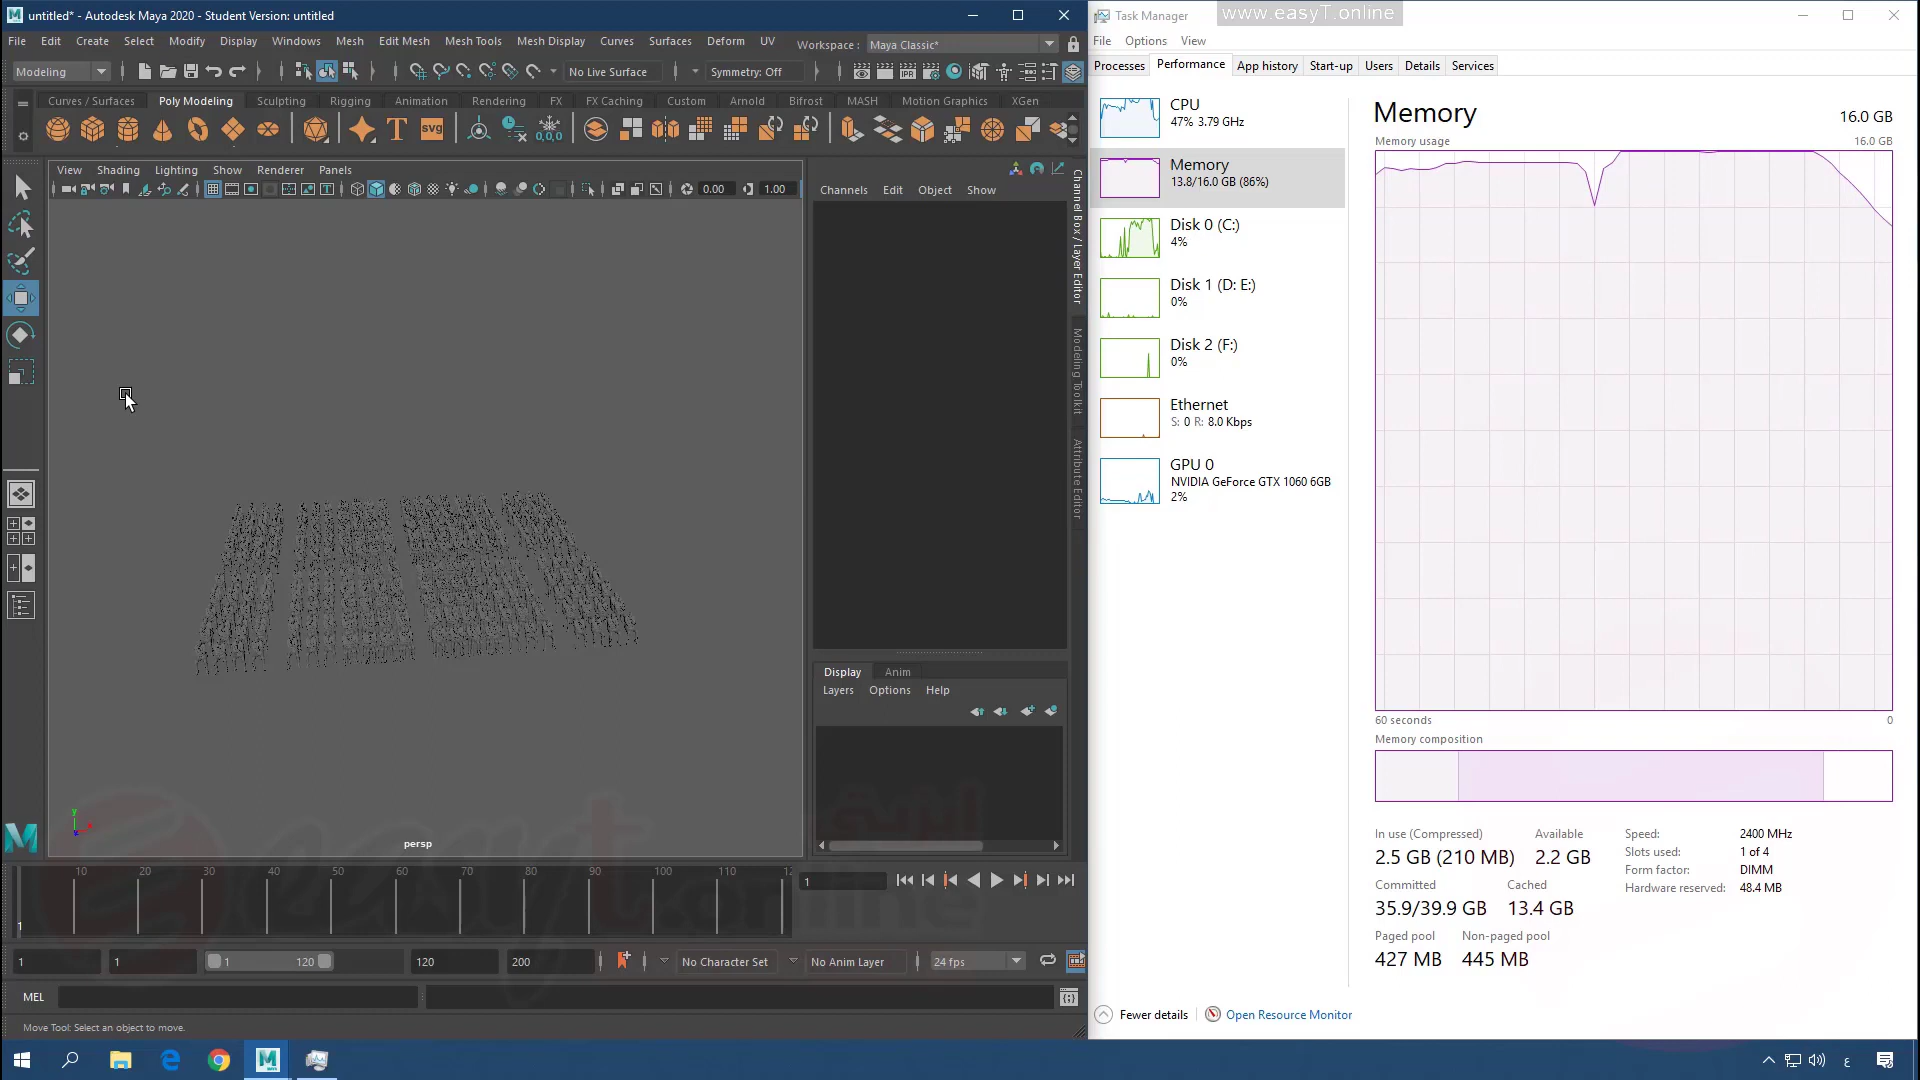 untitled* - Autodesk Maya 2020 - Student Version: untitled
File Edit Create Select Modify Display Windows Mesh Edit Mesh Mesh Tools Mesh Display Curves Surfaces Deform UV Workspace : Maya Classic*
Modeling No Live Surface Symmetry: Off
Curves / Surfaces Poly Modeling Sculpting Rigging Animation Rendering FX FX Caching Custom Arnold Bifrost MASH Motion Graphics XGen
T svg 0,0,0
View Shading Lighting Show Renderer Panels
0.00 1.00
Channels Edit Object Show
Channel Box / Layer Editor
Modeling Toolkit
Attribute Editor
Display Anim
Layers Options Help
y
persp
10 20 30 40 50 60 70 80 90 100 110 12
1
1
1 1 1 120 120 200 No Character Set No Anim Layer 24 fps
MEL
Move Tool: Select an object to move.
Task Manager
www.easyT.online
File Options View
Processes Performance App history Start-up Users Details Services
CPU
47% 3.79 GHz
Memory
13.8/16.0 GB (86%)
Disk 0 (C:)
4%
Disk 1 (D: E:)
0%
Disk 2 (F:)
0%
Ethernet
S: 0 R: 8.0 Kbps
GPU 0
NVIDIA GeForce GTX 1060 6GB
2%
Memory 16.0 GB
Memory usage 16.0 GB
60 seconds 0
Memory composition
In use (Compressed) Available
2.5 GB (210 MB) 2.2 GB
Committed Cached
35.9/39.9 GB 13.4 GB
Paged pool Non-paged pool
427 MB 445 MB
Speed: 2400 MHz
Slots used: 1 of 4
Form factor: DIMM
Hardware reserved: 48.4 MB
Fewer details Open Resource Monitor
ع